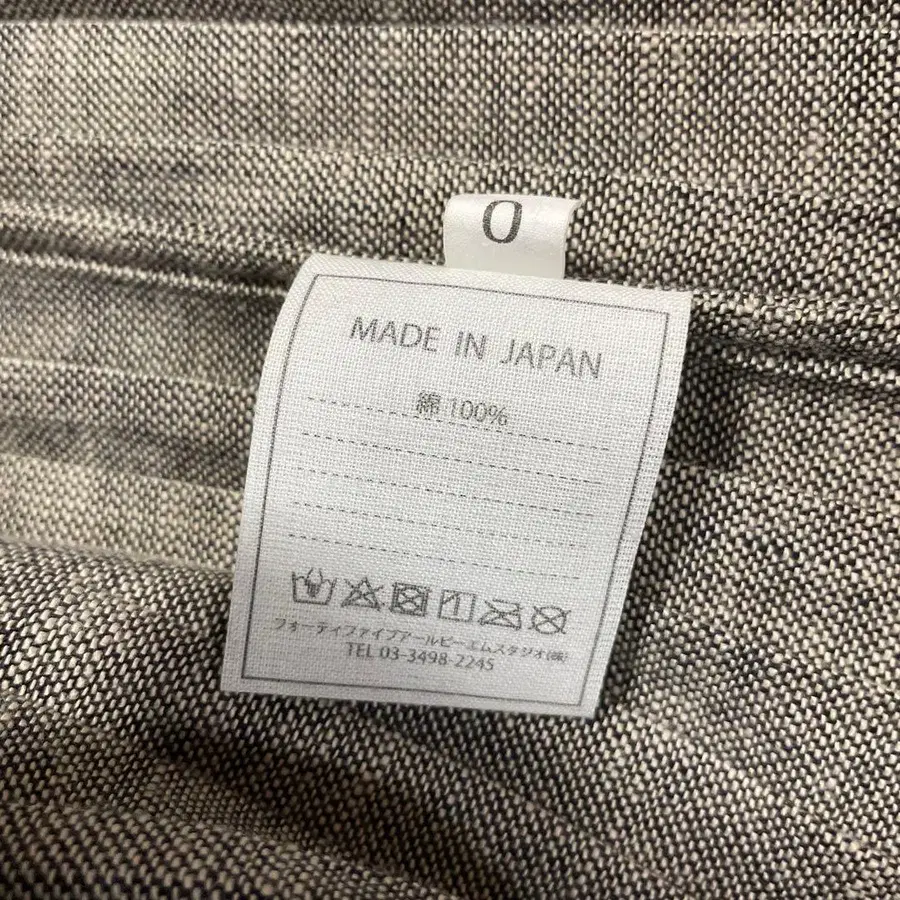 0
MADE IN JAPAN
綿 100%
フォーティファイブアールピーエムスタジオ(株)
TEL 03-3498-2245